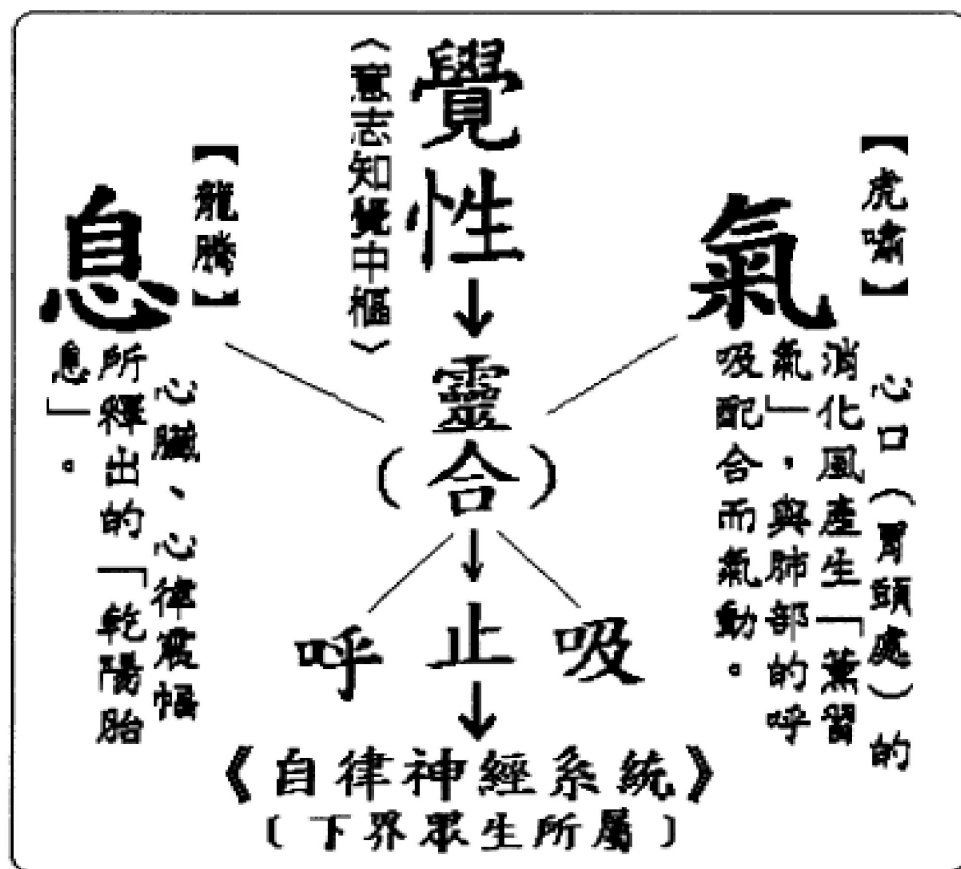 覺性
〈意志知覺中樞〉
氣
【虎嘯】
心口（胃頭處）的
消化風產生「薰習
氣」，與肺部的呼
吸配合而氣動。
息
【龍騰】
心臟、心律震幅
所釋出的「乾陽胎
息」。
靈
（合）
呼 止 吸
《自律神經系統》
〔下界眾生所屬〕